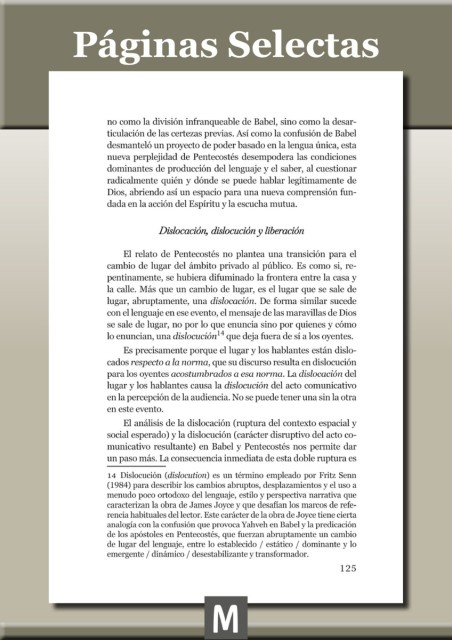 Páginas Selectas
no como la división infranqueable de Babel, sino como la desar-
ticulación de las certezas previas. Así como la confusión de Babel
desmanteló un proyecto de poder basado en la lengua única, esta
nueva perplejidad de Pentecostés desempodera las condiciones
dominantes de producción del lenguaje y el saber, al cuestionar
radicalmente quién y dónde se puede hablar legítimamente de
Dios, abriendo así un espacio para una nueva comprensión fun-
dada en la acción del Espíritu y la escucha mutua.
Dislocación, dislocución y liberación
El relato de Pentecostés no plantea una transición para el
cambio de lugar del ámbito privado al público. Es como si, re-
pentinamente, se hubiera difuminado la frontera entre la casa y
la calle. Más que un cambio de lugar, es el lugar que se sale de
lugar, abruptamente, una dislocación. De forma similar sucede
con el lenguaje en ese evento, el mensaje de las maravillas de Dios
se sale de lugar, no por lo que enuncia sino por quienes y cómo
lo enuncian, una dislocución14 que deja fuera de sí a los oyentes.
Es precisamente porque el lugar y los hablantes están dislo-
cados respecto a la norma, que su discurso resulta en dislocución
para los oyentes acostumbrados a esa norma. La dislocación del
lugar y los hablantes causa la dislocución del acto comunicativo
en la percepción de la audiencia. No se puede tener una sin la otra
en este evento.
El análisis de la dislocación (ruptura del contexto espacial y
social esperado) y la dislocución (carácter disruptivo del acto co-
municativo resultante) en Babel y Pentecostés nos permite dar
un paso más. La consecuencia inmediata de esta doble ruptura es
14 Dislocución (dislocution) es un término empleado por Fritz Senn
(1984) para describir los cambios abruptos, desplazamientos y el uso a
menudo poco ortodoxo del lenguaje, estilo y perspectiva narrativa que
caracterizan la obra de James Joyce y que desafían los marcos de refe-
rencia habituales del lector. Este carácter de la obra de Joyce tiene cierta
analogía con la confusión que provoca Yahveh en Babel y la predicación
de los apóstoles en Pentecostés, que fuerzan abruptamente un cambio
de lugar del lenguaje, entre lo establecido / estático / dominante y lo
emergente / dinámico / desestabilizante y transformador.
125
M